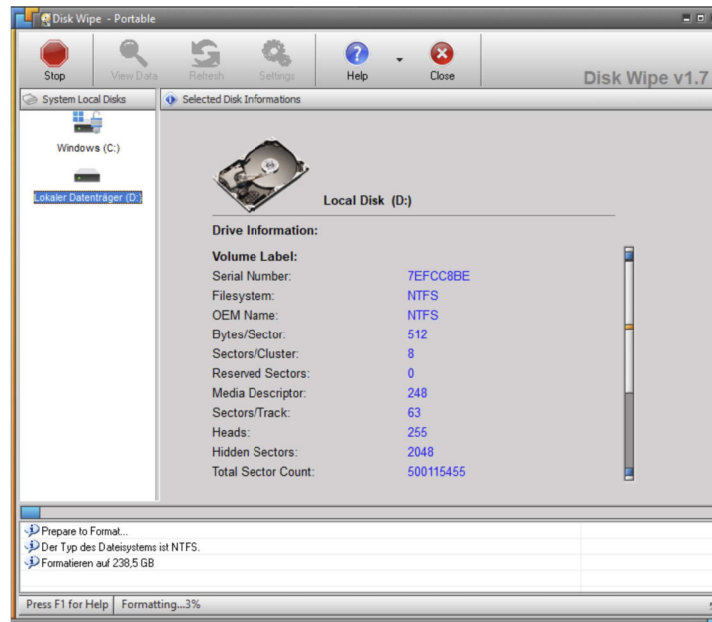 Disk Wipe - Portable
Stop View Data Refresh Settings Help Close
Disk Wipe v1.7
System Local Disks
Selected Disk Informations
Windows (C:)
Lokaler Datenträger (D:)
Local Disk (D:)
Drive Information:
Volume Label:
Serial Number: 7EFCC8BE
Filesystem: NTFS
OEM Name: NTFS
Bytes/Sector: 512
Sectors/Cluster: 8
Reserved Sectors: 0
Media Descriptor: 248
Sectors/Track: 63
Heads: 255
Hidden Sectors: 2048
Total Sector Count: 500115455
Prepare to Format...
Der Typ des Dateisystems ist NTFS.
Formatieren auf 238,5 GB
Press F1 for Help Formatting...3%